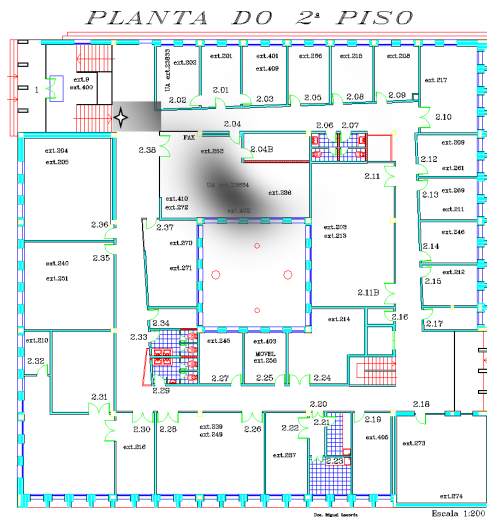 PLANTA DO 2º PISO
ext.9
ext.400
1
UA ext.23833
ext.202
ext.201
ext.401
ext.409
ext.266
ext.215
ext.208
ext.217
2.02
2.01
2.03
2.05
2.08
2.09
2.10
2.04
2.06
2.07
FAX
2.38
ext.252
2.04B
ext.204
ext.205
ext.209
ext.261
2.12
2.11
2.13
UA ext.23834
ext.236
ext.410
ext.272
ext.402
ext.269
ext.211
2.36
2.37
ext.203
ext.213
ext.246
2.35
ext.270
ext.271
2.14
ext.240
ext.251
ext.212
2.15
2.11B
2.34
ext.214
2.16
2.17
2.33
ext.210
2.32
ext.245
ext.403
MOVEL
ext.256
2.29
2.27
2.25
2.24
2.31
2.30
2.28
2.26
2.20
2.21
2.22
2.19
2.18
ext.216
ext.239
ext.249
ext.257
ext.405
ext.273
2.23
ext.274
Des. Miguel Lacerda
Escala 1:200